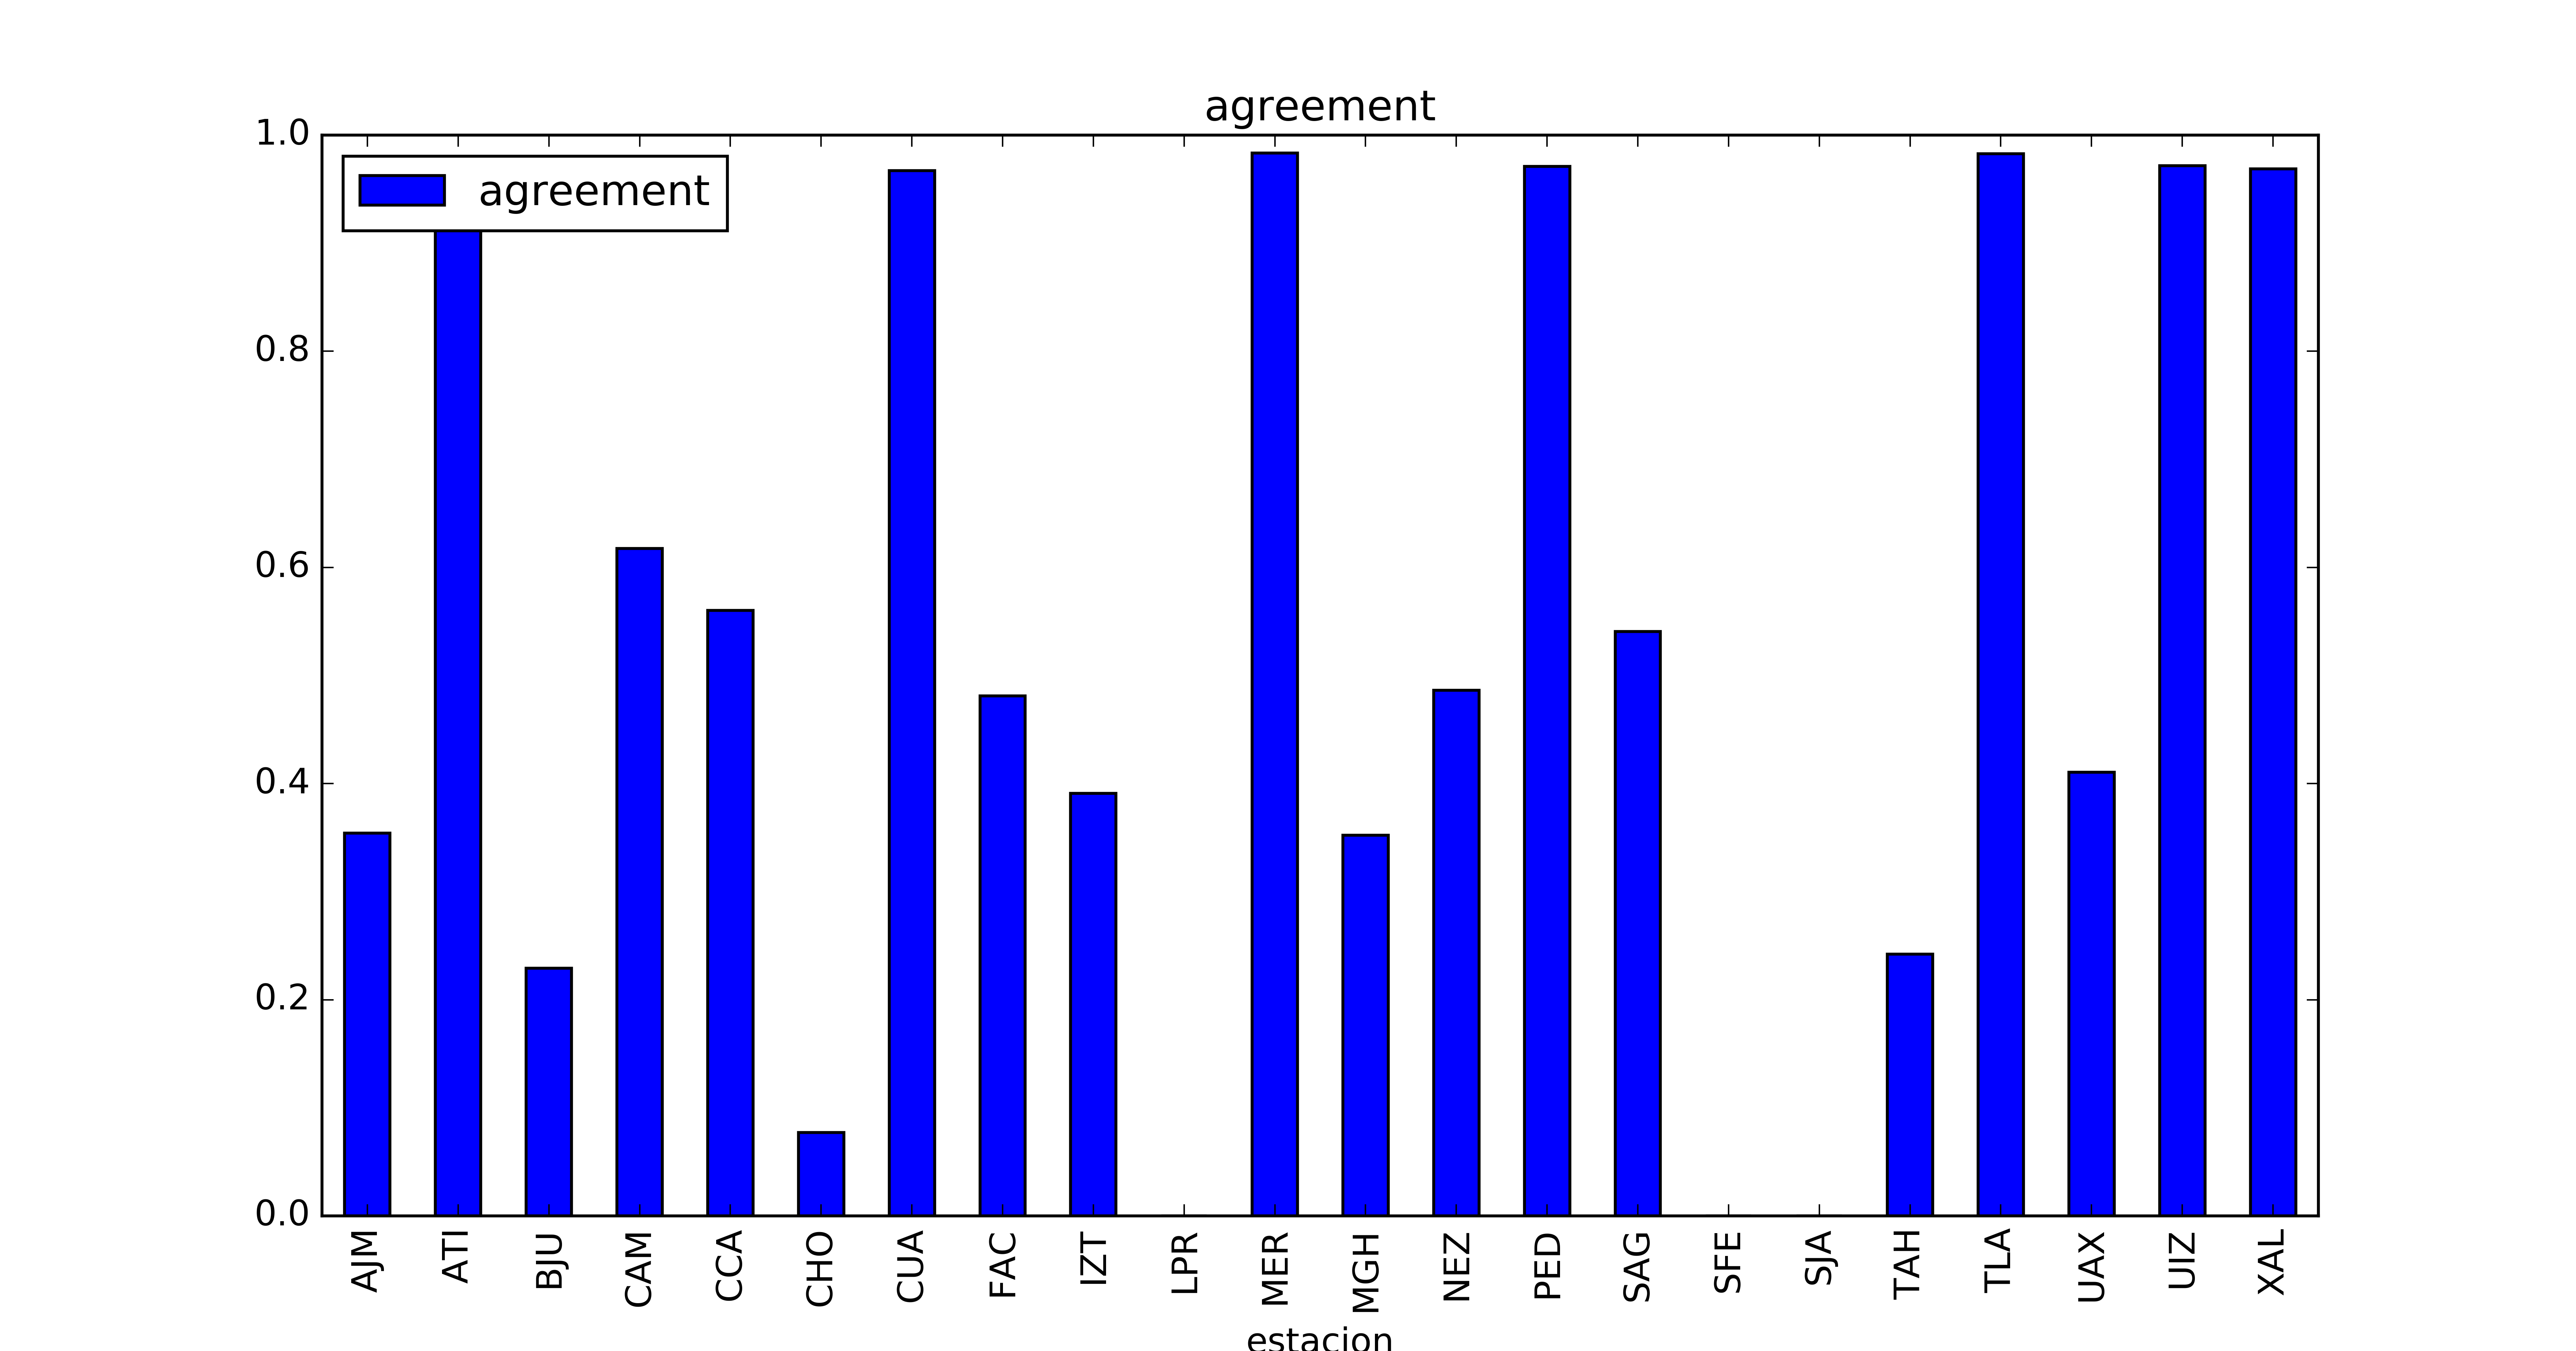 agreement
agreement
1.0
0.8
0.6
0.4
0.2
0.0
AJM
ATI
BJU
CAM
CCA
CHO
CUA
FAC
IZT
LPR
MER
MGH
NEZ
PED
SAG
SFE
SJA
TAH
TLA
UAX
UIZ
XAL
estacion